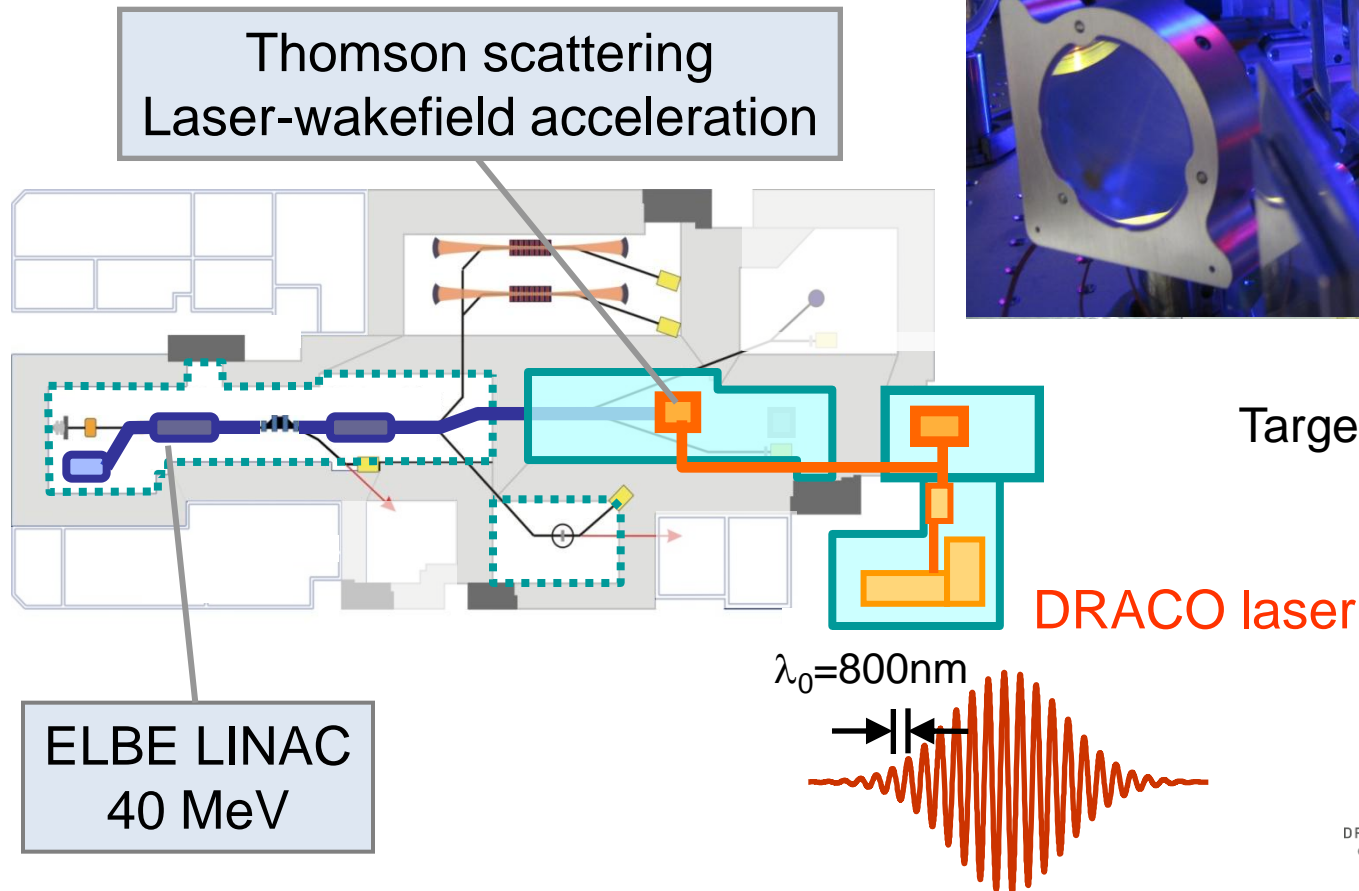 Thomson scattering
Laser-wakefield acceleration
Targe
DRACO laser
λ₀=800nm
ELBE LINAC
40 MeV